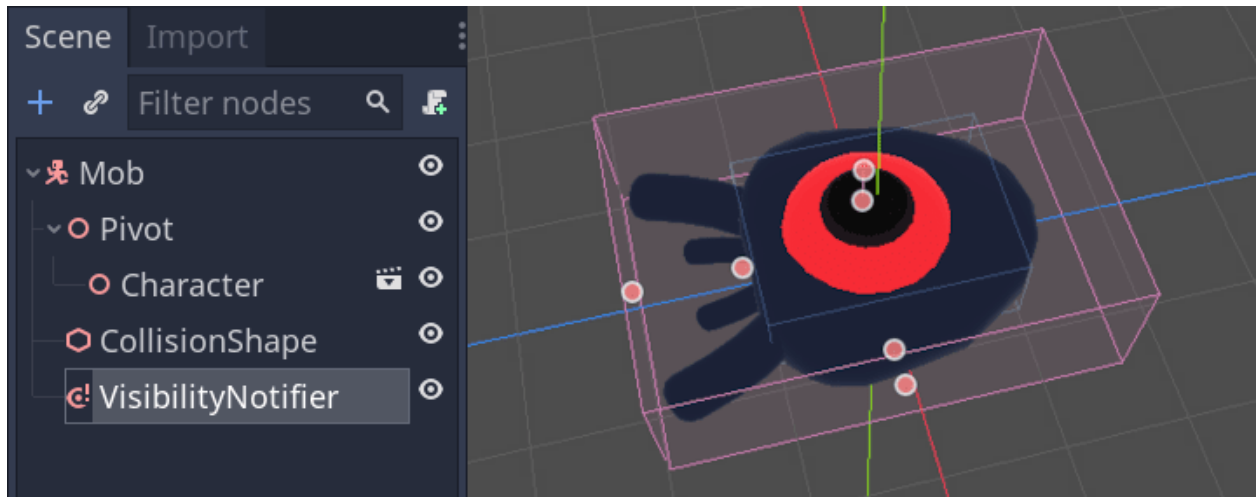 Scene Import
Filter nodes
Mob
Pivot
Character
CollisionShape
VisibilityNotifier